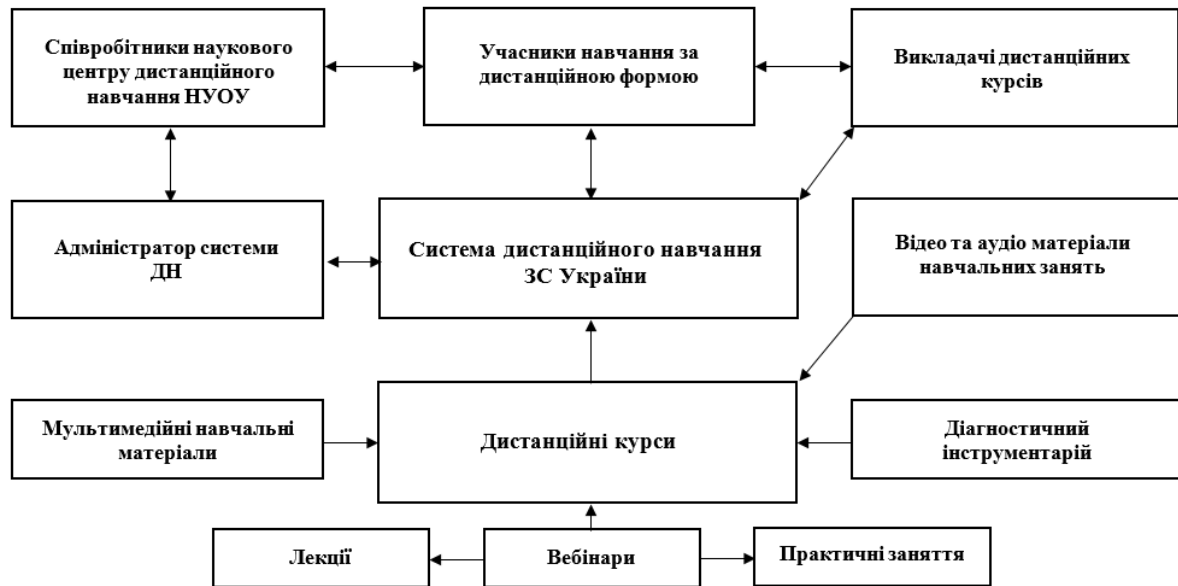 Співробітники наукового
центру дистанційного
навчання НУОУ
Учасники навчання за
дистанційною формою
Викладачі дистанційних
курсів
Адміністратор системи
ДН
Система дистанційного навчання
ЗС України
Відео та аудіо матеріали
навчальних занять
Мультимедійні навчальні
матеріали
Дистанційні курси
Діагностичний
інструментарій
Лекції
Вебінари
Практичні заняття